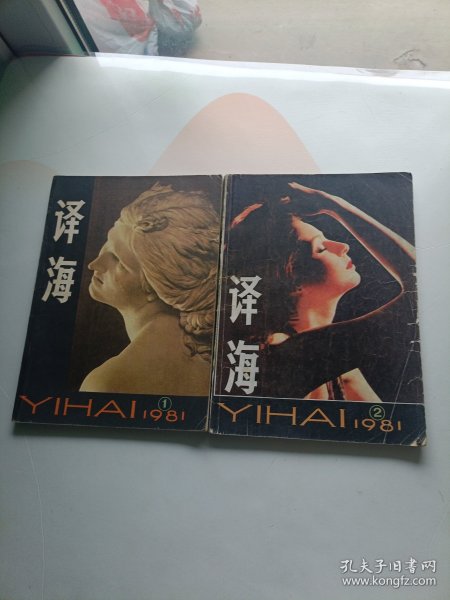 译海
YIHAI 1981 ①
译海
YIHAI 1981 ②
孔夫子旧书网
www.kongfz.com